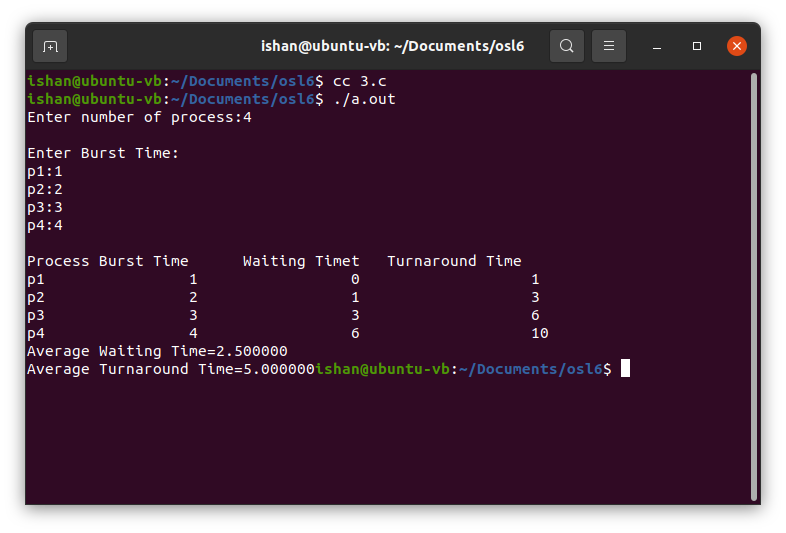 ishan@ubuntu-vb: ~/Documents/osl6
ishan@ubuntu-vb:~/Documents/osl6$ cc 3.c
ishan@ubuntu-vb:~/Documents/osl6$ ./a.out
Enter number of process:4
Enter Burst Time:
p1:1
p2:2
p3:3
p4:4
Process Burst Time      Waiting Timet   Turnaround Time
p1                1                 0                   1
p2                2                 1                   3
p3                3                 3                   6
p4                4                 6                   10
Average Waiting Time=2.500000
Average Turnaround Time=5.000000ishan@ubuntu-vb:~/Documents/osl6$